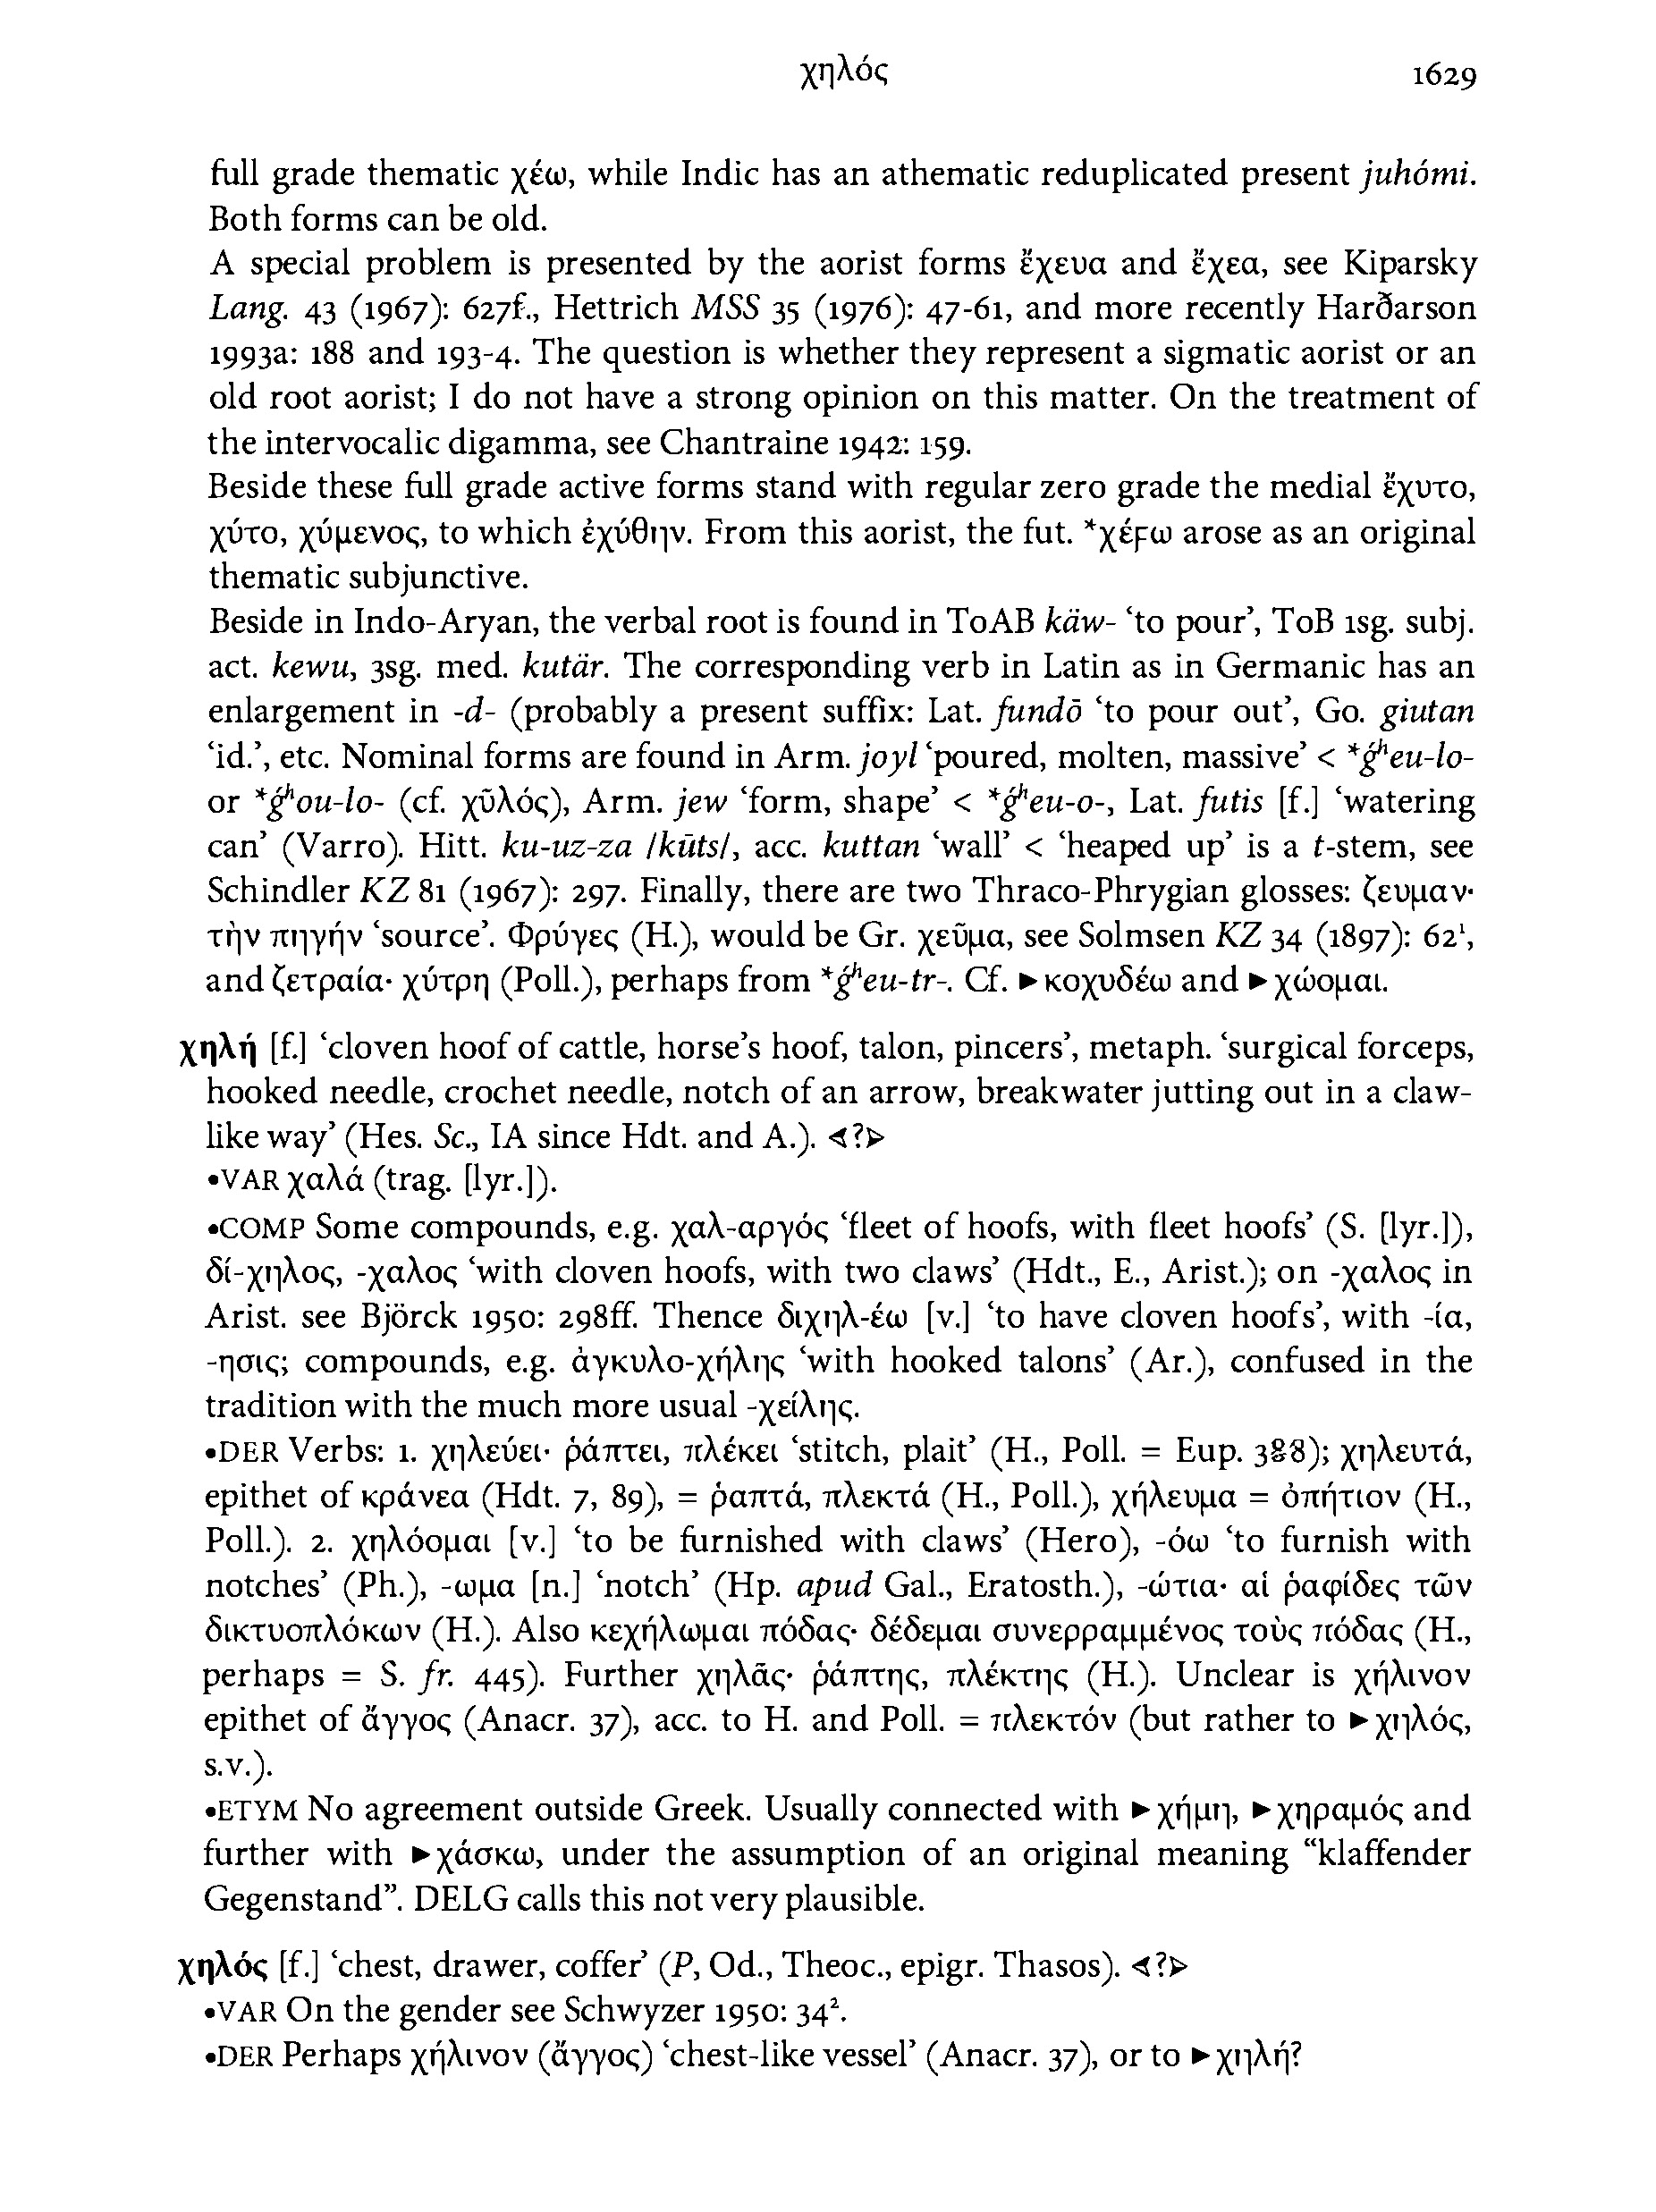 χηλός 1629
full grade thematic χέω, while Indic has an athematic reduplicated present juhómi.
Both forms can be old.
A special problem is presented by the aorist forms ἔχευα and ἔχεα, see Kiparsky
Lang. 43 (1967): 627f., Hettrich MSS 35 (1976): 47-61, and more recently Harðarson
1993a: 188 and 193-4. The question is whether they represent a sigmatic aorist or an
old root aorist; I do not have a strong opinion on this matter. On the treatment of
the intervocalic digamma, see Chantraine 1942: 159.
Beside these full grade active forms stand with regular zero grade the medial ἔχυτο,
χύτο, χύμενος, to which ἐχύθην. From this aorist, the fut. *χέϝω arose as an original
thematic subjunctive.
Beside in Indo-Aryan, the verbal root is found in ToAB käw- ‘to pour’, ToB 1sg. subj.
act. kewu, 3sg. med. kutär. The corresponding verb in Latin as in Germanic has an
enlargement in -d- (probably a present suffix: Lat. fundō ‘to pour out’, Go. giutan
‘id.’, etc. Nominal forms are found in Arm. joyl ‘poured, molten, massive’ < *ǵʰeu-lo-
or *ǵʰou-lo- (cf. χῦλός), Arm. jew ‘form, shape’ < *ǵʰeu-o-, Lat. futis [f.] ‘watering
can’ (Varro). Hitt. ku-uz-za /kūts/, acc. kuttan ‘wall’ < ‘heaped up’ is a t-stem, see
Schindler KZ 81 (1967): 297. Finally, there are two Thraco-Phrygian glosses: ζευμαν·
τὴν πηγήν ‘source’. Φρύγες (H.), would be Gr. χεῦμα, see Solmsen KZ 34 (1897): 62¹,
and ζετραία· χύτρη (Poll.), perhaps from *ǵʰeu-tr-. Cf. ►κοχυδέω and ►χώομαι.
χηλή [f.] ‘cloven hoof of cattle, horse’s hoof, talon, pincers’, metaph. ‘surgical forceps,
hooked needle, crochet needle, notch of an arrow, breakwater jutting out in a claw-
like way’ (Hes. Sc., IA since Hdt. and A.). ⊲?⊳
•VAR χαλά (trag. [lyr.]).
•COMP Some compounds, e.g. χαλ-αργός ‘fleet of hoofs, with fleet hoofs’ (S. [lyr.]),
δί-χηλος, -χαλος ‘with cloven hoofs, with two claws’ (Hdt., E., Arist.); on -χαλος in
Arist. see Björck 1950: 298ff. Thence διχηλ-έω [v.] ‘to have cloven hoofs’, with -ία,
-ησις; compounds, e.g. ἀγκυλο-χήλης ‘with hooked talons’ (Ar.), confused in the
tradition with the much more usual -χείλης.
•DER Verbs: 1. χηλεύει· ῥάπτει, πλέκει ‘stitch, plait’ (H., Poll. = Eup. 388); χηλευτά,
epithet of κράνεα (Hdt. 7, 89), = ῥαπτά, πλεκτά (H., Poll.), χήλευμα = ὀπήτιον (H.,
Poll.). 2. χηλόομαι [v.] ‘to be furnished with claws’ (Hero), -όω ‘to furnish with
notches’ (Ph.), -ωμα [n.] ‘notch’ (Hp. apud Gal., Eratosth.), -ώτια· αἱ ῥαφίδες τῶν
δικτυοπλόκων (H.). Also κεχήλωμαι πόδας· δέδεμαι συνερραμμένος τοὺς πόδας (H.,
perhaps = S. fr. 445). Further χηλᾶς· ῥάπτης, πλέκτης (H.). Unclear is χήλινον
epithet of ἄγγος (Anacr. 37), acc. to H. and Poll. = πλεκτόν (but rather to ►χηλός,
s.v.).
•ETYM No agreement outside Greek. Usually connected with ►χήμη, ►χηραμός and
further with ►χάσκω, under the assumption of an original meaning “klaffender
Gegenstand”. DELG calls this not very plausible.
χηλός [f.] ‘chest, drawer, coffer’ (P, Od., Theoc., epigr. Thasos). ⊲?⊳
•VAR On the gender see Schwyzer 1950: 34².
•DER Perhaps χήλινον (ἄγγος) ‘chest-like vessel’ (Anacr. 37), or to ►χηλή?